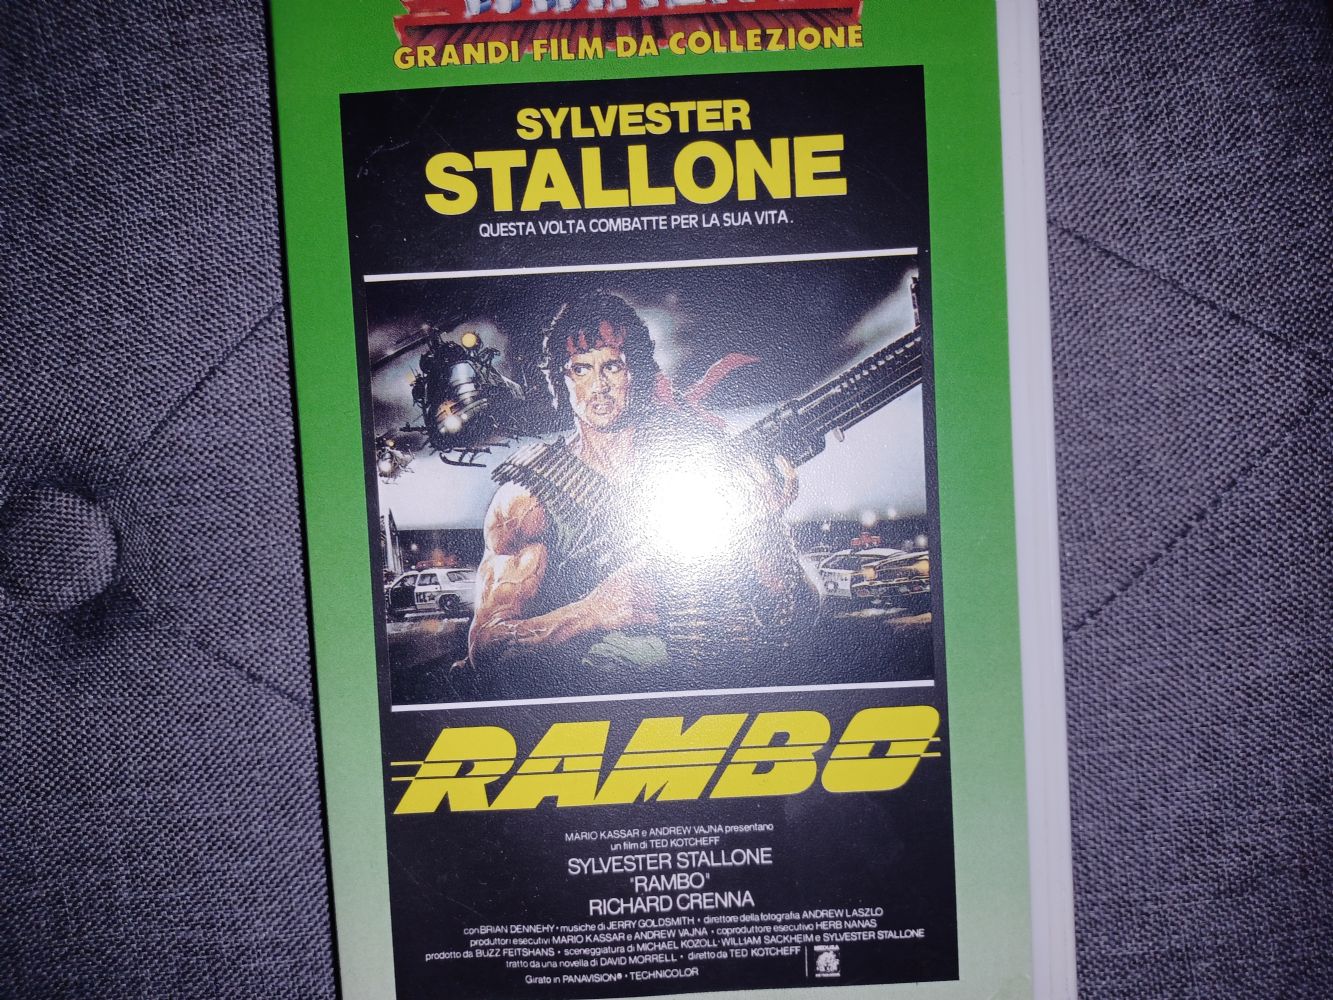 GRANDI FILM DA COLLEZIONE
SYLVESTER
STALLONE
QUESTA VOLTA COMBATTE PER LA SUA VITA.
RAMBO
MARIO KASSAR e ANDREW VAJNA presentano
un film di TED KOTCHEFF
SYLVESTER STALLONE
"RAMBO"
RICHARD CRENNA
con BRIAN DENNEHY • musiche di JERRY GOLDSMITH • direttore della fotografia ANDREW LASZLO
produttori esecutivi MARIO KASSAR e ANDREW VAJNA • coproduttore esecutivo HERB NANAS
prodotto da BUZZ FEITSHANS • sceneggiatura di MICHAEL KOZOLL • WILLIAM SACKHEIM e SYLVESTER STALLONE
tratto da una novella di DAVID MORRELL • diretto da TED KOTCHEFF
Girato in PANAVISION® • TECHNICOLOR
MEDUSA